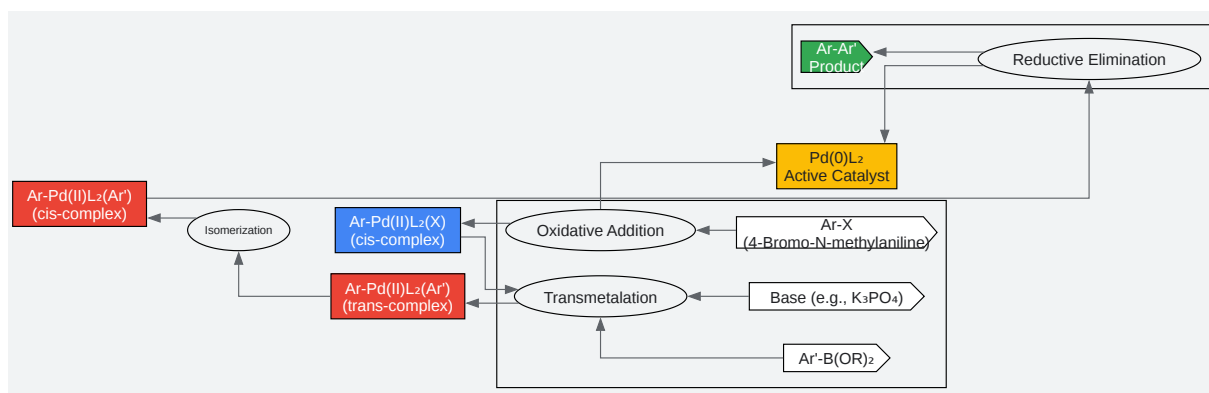 Ar-Ar'
Product
Reductive Elimination
Pd(0)L₂
Active Catalyst
Ar-Pd(II)L₂(Ar')
(cis-complex)
Isomerization
Ar-Pd(II)L₂(X)
(cis-complex)
Oxidative Addition
Ar-X
(4-Bromo-N-methylaniline)
Ar-Pd(II)L₂(Ar')
(trans-complex)
Transmetalation
Base (e.g., K₃PO₄)
Ar'-B(OR)₂